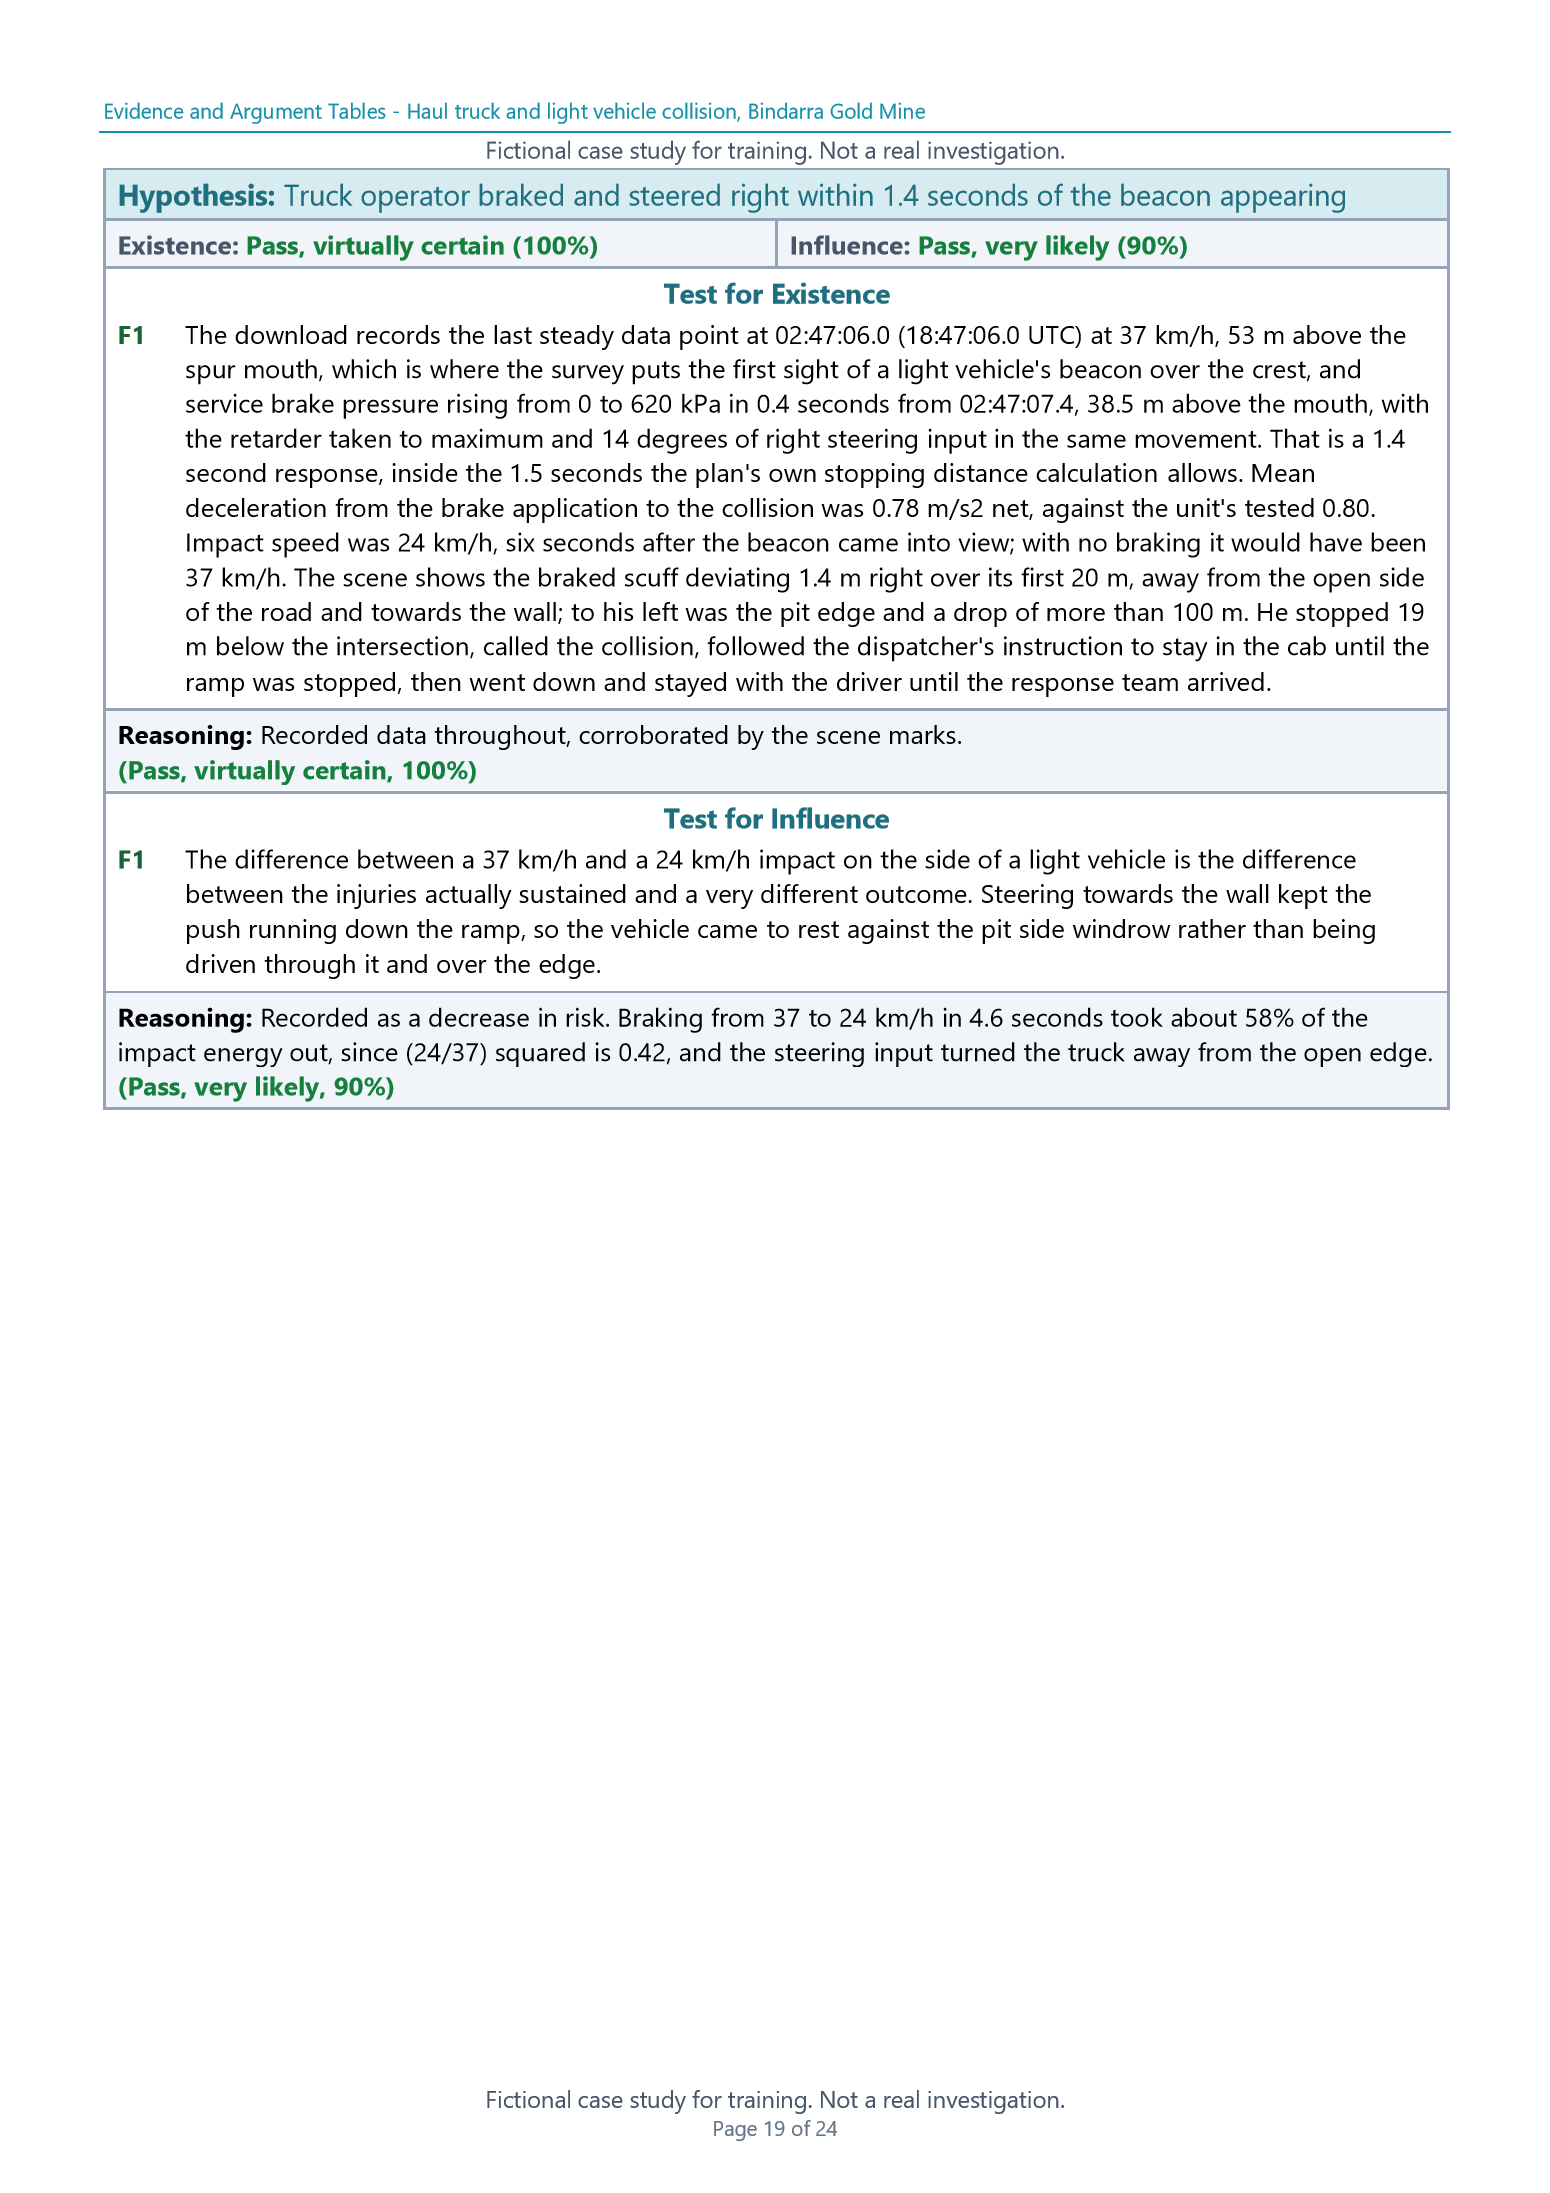 Evidence and Argument Tables - Haul truck and light vehicle collision, Bindarra Gold Mine
Fictional case study for training. Not a real investigation.
Hypothesis: Truck operator braked and steered right within 1.4 seconds of the beacon appearing
Existence: Pass, virtually certain (100%)
Influence: Pass, very likely (90%)
Test for Existence
F1 The download records the last steady data point at 02:47:06.0 (18:47:06.0 UTC) at 37 km/h, 53 m above the
spur mouth, which is where the survey puts the first sight of a light vehicle's beacon over the crest, and
service brake pressure rising from 0 to 620 kPa in 0.4 seconds from 02:47:07.4, 38.5 m above the mouth, with
the retarder taken to maximum and 14 degrees of right steering input in the same movement. That is a 1.4
second response, inside the 1.5 seconds the plan's own stopping distance calculation allows. Mean
deceleration from the brake application to the collision was 0.78 m/s2 net, against the unit's tested 0.80.
Impact speed was 24 km/h, six seconds after the beacon came into view; with no braking it would have been
37 km/h. The scene shows the braked scuff deviating 1.4 m right over its first 20 m, away from the open side
of the road and towards the wall; to his left was the pit edge and a drop of more than 100 m. He stopped 19
m below the intersection, called the collision, followed the dispatcher's instruction to stay in the cab until the
ramp was stopped, then went down and stayed with the driver until the response team arrived.
Reasoning: Recorded data throughout, corroborated by the scene marks.
(Pass, virtually certain, 100%)
Test for Influence
F1 The difference between a 37 km/h and a 24 km/h impact on the side of a light vehicle is the difference
between the injuries actually sustained and a very different outcome. Steering towards the wall kept the
push running down the ramp, so the vehicle came to rest against the pit side windrow rather than being
driven through it and over the edge.
Reasoning: Recorded as a decrease in risk. Braking from 37 to 24 km/h in 4.6 seconds took about 58% of the
impact energy out, since (24/37) squared is 0.42, and the steering input turned the truck away from the open edge.
(Pass, very likely, 90%)
Fictional case study for training. Not a real investigation.
Page 19 of 24